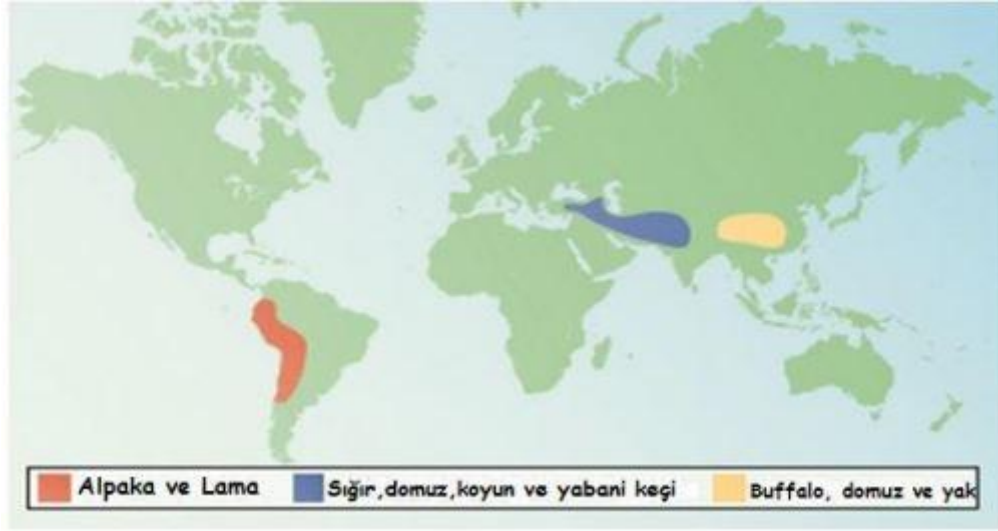 Alpaka ve Lama
Sığır,domuz,koyun ve yabani keçi
Buffalo, domuz ve yak